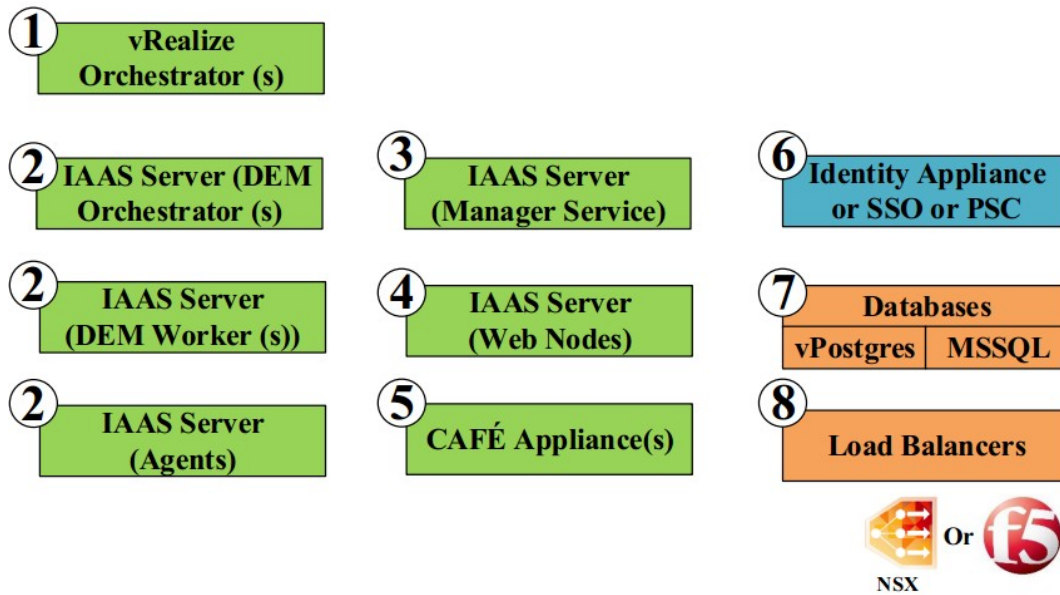 1
vRealize
Orchestrator (s)
2
IAAS Server (DEM
Orchestrator (s)
3
IAAS Server
(Manager Service)
6
Identity Appliance
or SSO or PSC
2
IAAS Server
(DEM Worker (s))
4
IAAS Server
(Web Nodes)
7
Databases
vPostgres
MSSQL
2
IAAS Server
(Agents)
5
CAFÉ Appliance(s)
8
Load Balancers
Or
f5
NSX